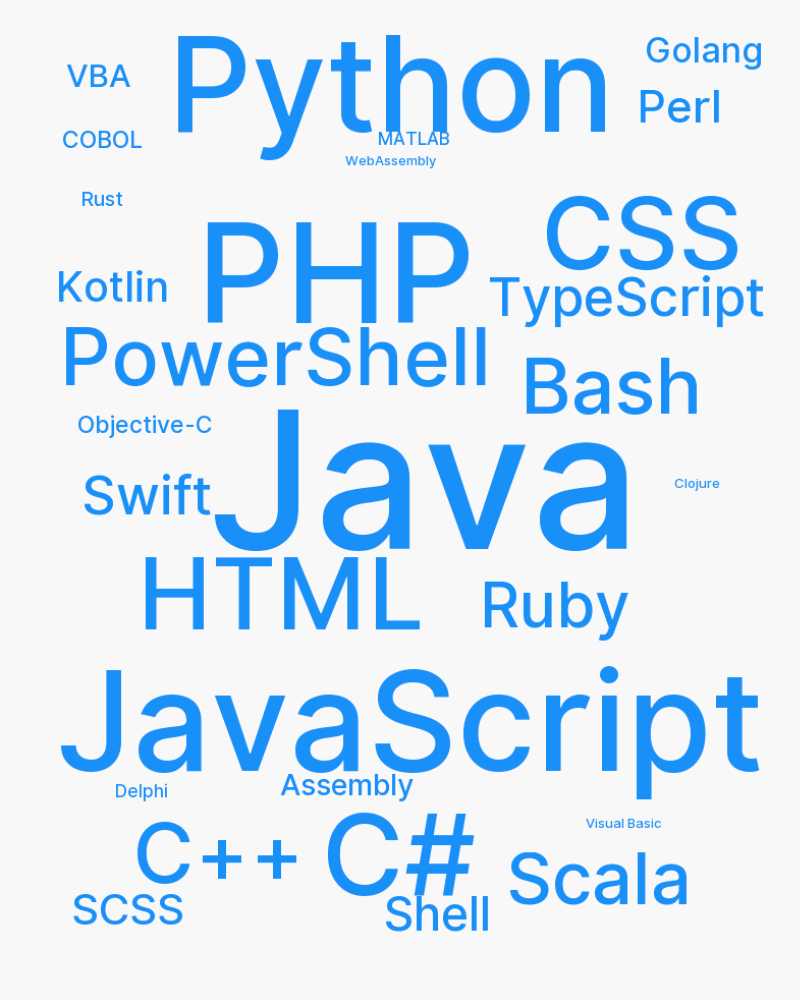 Python
Golang
VBA
Perl
COBOL
MATLAB
WebAssembly
Rust
CSS
PHP
Kotlin
TypeScript
PowerShell
Bash
Objective-C
Java
Clojure
Swift
HTML
Ruby
JavaScript
Assembly
Delphi
Visual Basic
C++
C#
Scala
SCSS
Shell